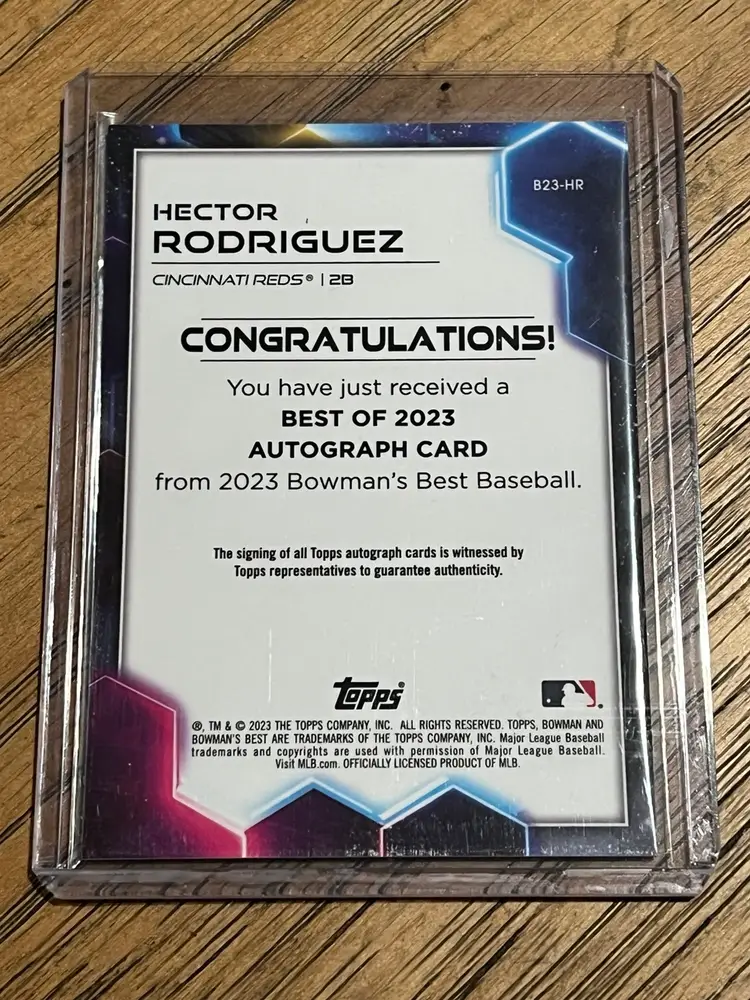 B23-HR
HECTOR
RODRIGUEZ
CINCINNATI REDS® | 2B
CONGRATULATIONS!
You have just received a
BEST OF 2023
AUTOGRAPH CARD
from 2023 Bowman's Best Baseball.
The signing of all Topps autograph cards is witnessed by
Topps representatives to guarantee authenticity.
Topps®
®, TM & © 2023 THE TOPPS COMPANY, INC. ALL RIGHTS RESERVED. TOPPS, BOWMAN AND
BOWMAN'S BEST ARE TRADEMARKS OF THE TOPPS COMPANY, INC. Major League Baseball
trademarks and copyrights are used with permission of Major League Baseball.
Visit MLB.com. OFFICIALLY LICENSED PRODUCT OF MLB.